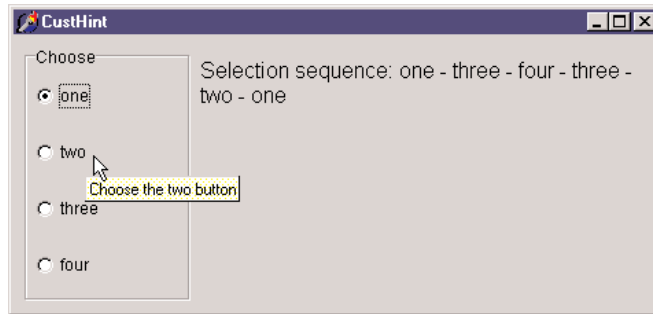 CustHint
Choose
Selection sequence: one - three - four - three -
two - one
one
two
Choose the two button
three
four